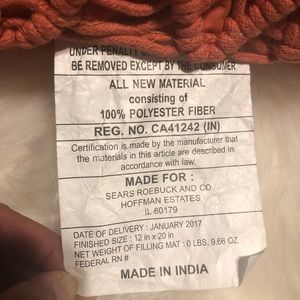 UNDER PENALTY
BE REMOVED EXCEPT BY THE CONSUMER
ALL NEW MATERIAL
consisting of
100% POLYESTER FIBER
REG. NO. CA41242 (IN)
Certification is made by the manufacturer that
the materials in this article are described in
accordance with law.
MADE FOR :
SEARS ROEBUCK AND CO.
HOFFMAN ESTATES
IL 60179
DATE OF DELIVERY : JANUARY 2017
FINISHED SIZE : 12 in x 20 in
NET WEIGHT OF FILLING MAT : 0 LBS, 9.66 OZ
FEDERAL RN #
MADE IN INDIA